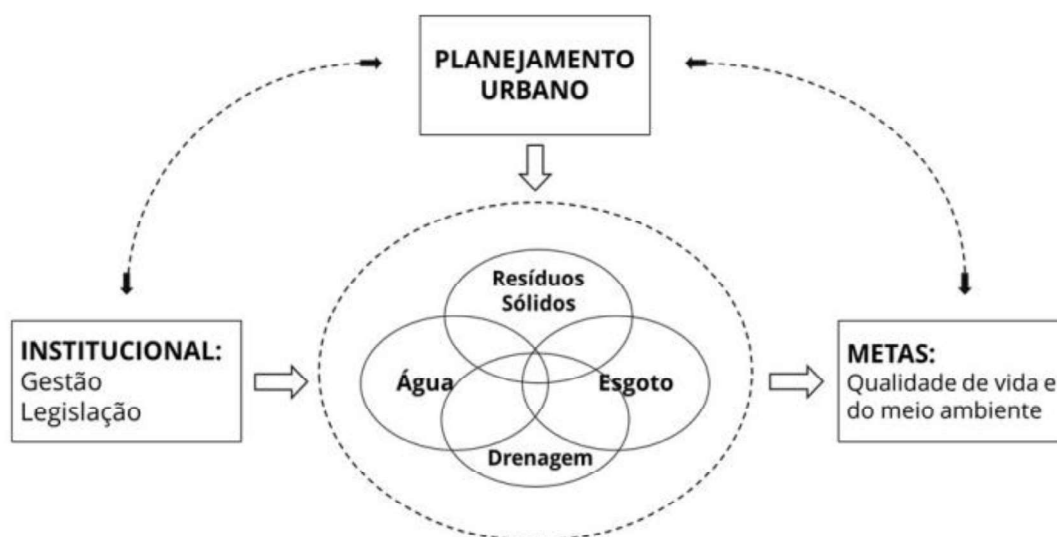 PLANEJAMENTO
URBANO
Resíduos
Sólidos
INSTITUCIONAL:
Gestão
Legislação
Água
Esgoto
METAS:
Qualidade de vida e
do meio ambiente
Drenagem